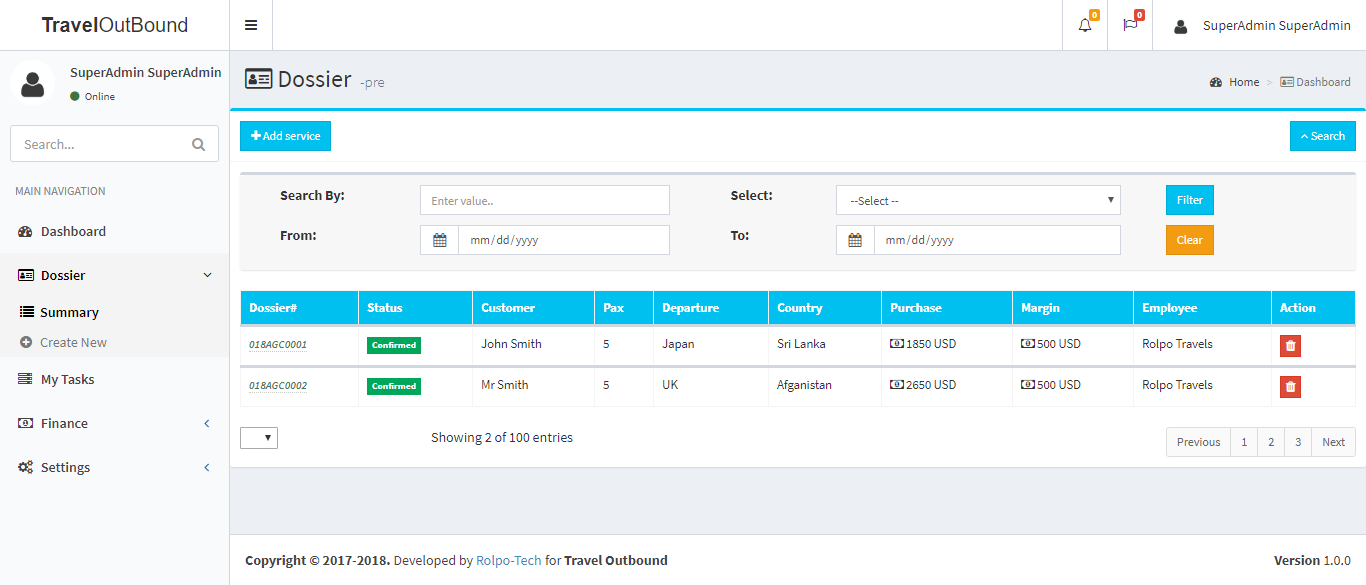 TravelOutBound
0
0
SuperAdmin SuperAdmin
SuperAdmin SuperAdmin
Online
Search...
MAIN NAVIGATION
Dashboard
Dossier
Summary
Create New
My Tasks
Finance
Settings
Dossier -pre
Home > Dashboard
Add service
Search
Search By: Enter value.. Select: --Select -- Filter
From: mm/dd/yyyy To: mm/dd/yyyy Clear
Dossier# Status Customer Pax Departure Country Purchase Margin Employee Action
018AGC0001 Confirmed John Smith 5 Japan Sri Lanka 1850 USD 500 USD Rolpo Travels
018AGC0002 Confirmed Mr Smith 5 UK Afganistan 2650 USD 500 USD Rolpo Travels
Showing 2 of 100 entries
Previous 1 2 3 Next
Copyright © 2017-2018. Developed by Rolpo-Tech for Travel Outbound
Version 1.0.0